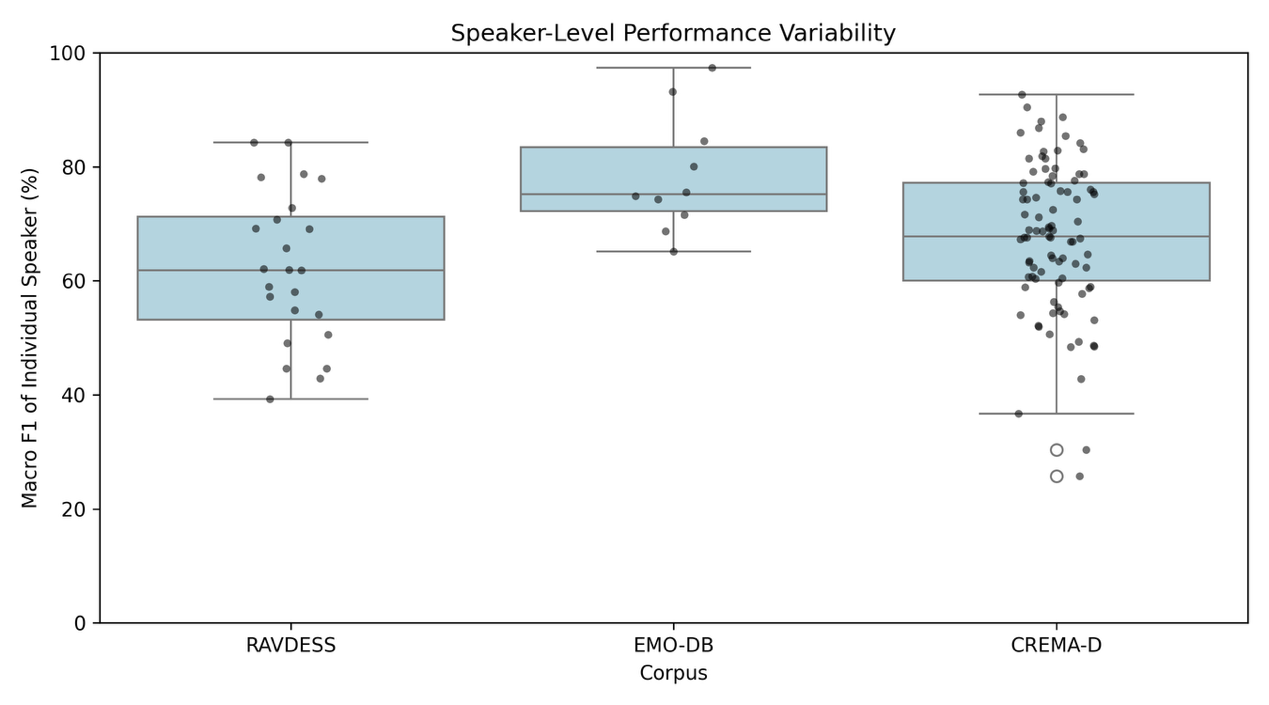 Speaker-Level Performance Variability
Macro F1 of Individual Speaker (%)
100
80
60
40
20
0
RAVDESS
EMO-DB
CREMA-D
Corpus